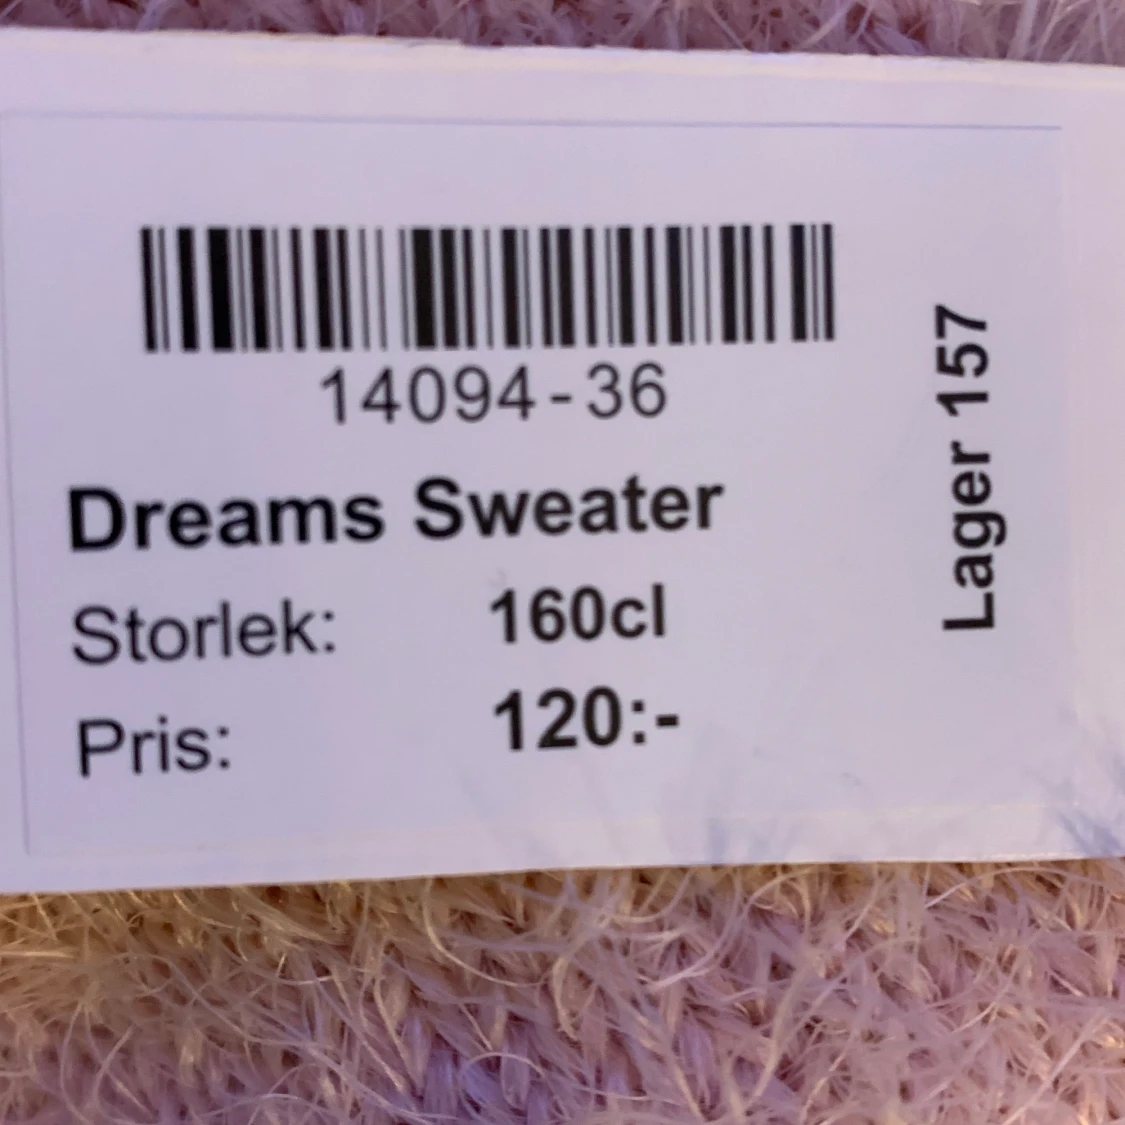 14094-36
Dreams Sweater
Storlek: 160cl
Pris: 120:-
Lager 157